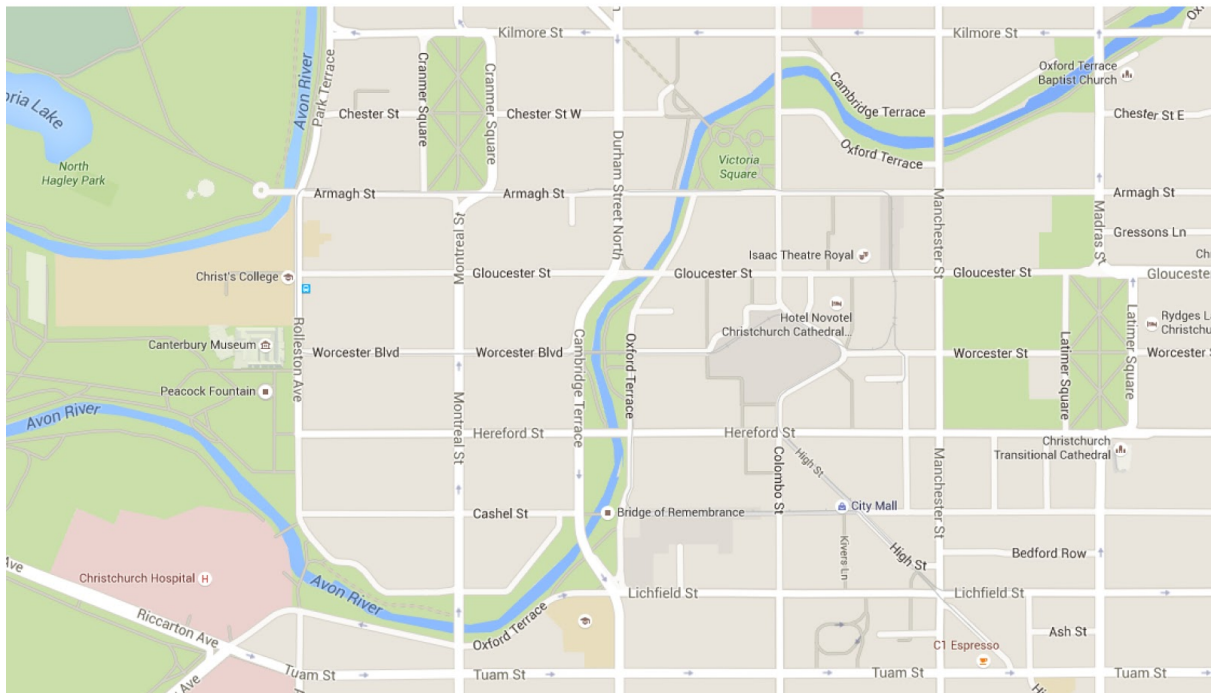 Kilmore St
Kilmore St
Oxf
Avon River
Park Terrace
Cranmer Square
Cranmer Square
Oxford Terrace
Baptist Church
oria Lake
Chester St
Chester St W
Durham Street North
Cambridge Terrace
Chester St E
Oxford Terrace
North
Hagley Park
Victoria
Square
Armagh St
Armagh St
Armagh St
Manchester St
Madras St
Gressons Ln
Montreal St
Isaac Theatre Royal
Christ's College
Gloucester St
Gloucester St
Gloucester St
Gloucester
Hotel Novotel
Christchurch Cathedral...
Rydges L
Christchurc
Rolleston Ave
Canterbury Museum
Worcester Blvd
Worcester Blvd
Cambridge Terrace
Oxford Terrace
Worcester St
Latimer Square
Latimer Square
Worcester S
Peacock Fountain
Avon River
Montreal St
Hereford St
Hereford St
Christchurch
Transitional Cathedral
High St
Colombo St
Manchester St
Cashel St
Bridge of Remembrance
City Mall
Kivers Ln
High St
Bedford Row
Ave
Christchurch Hospital
H
Avon River
Lichfield St
Lichfield St
Riccarton Ave
Oxford Terrace
Ash St
C1 Espresso
Tuam St
Tuam St
Tuam St
Tuam St
Ave
Hi